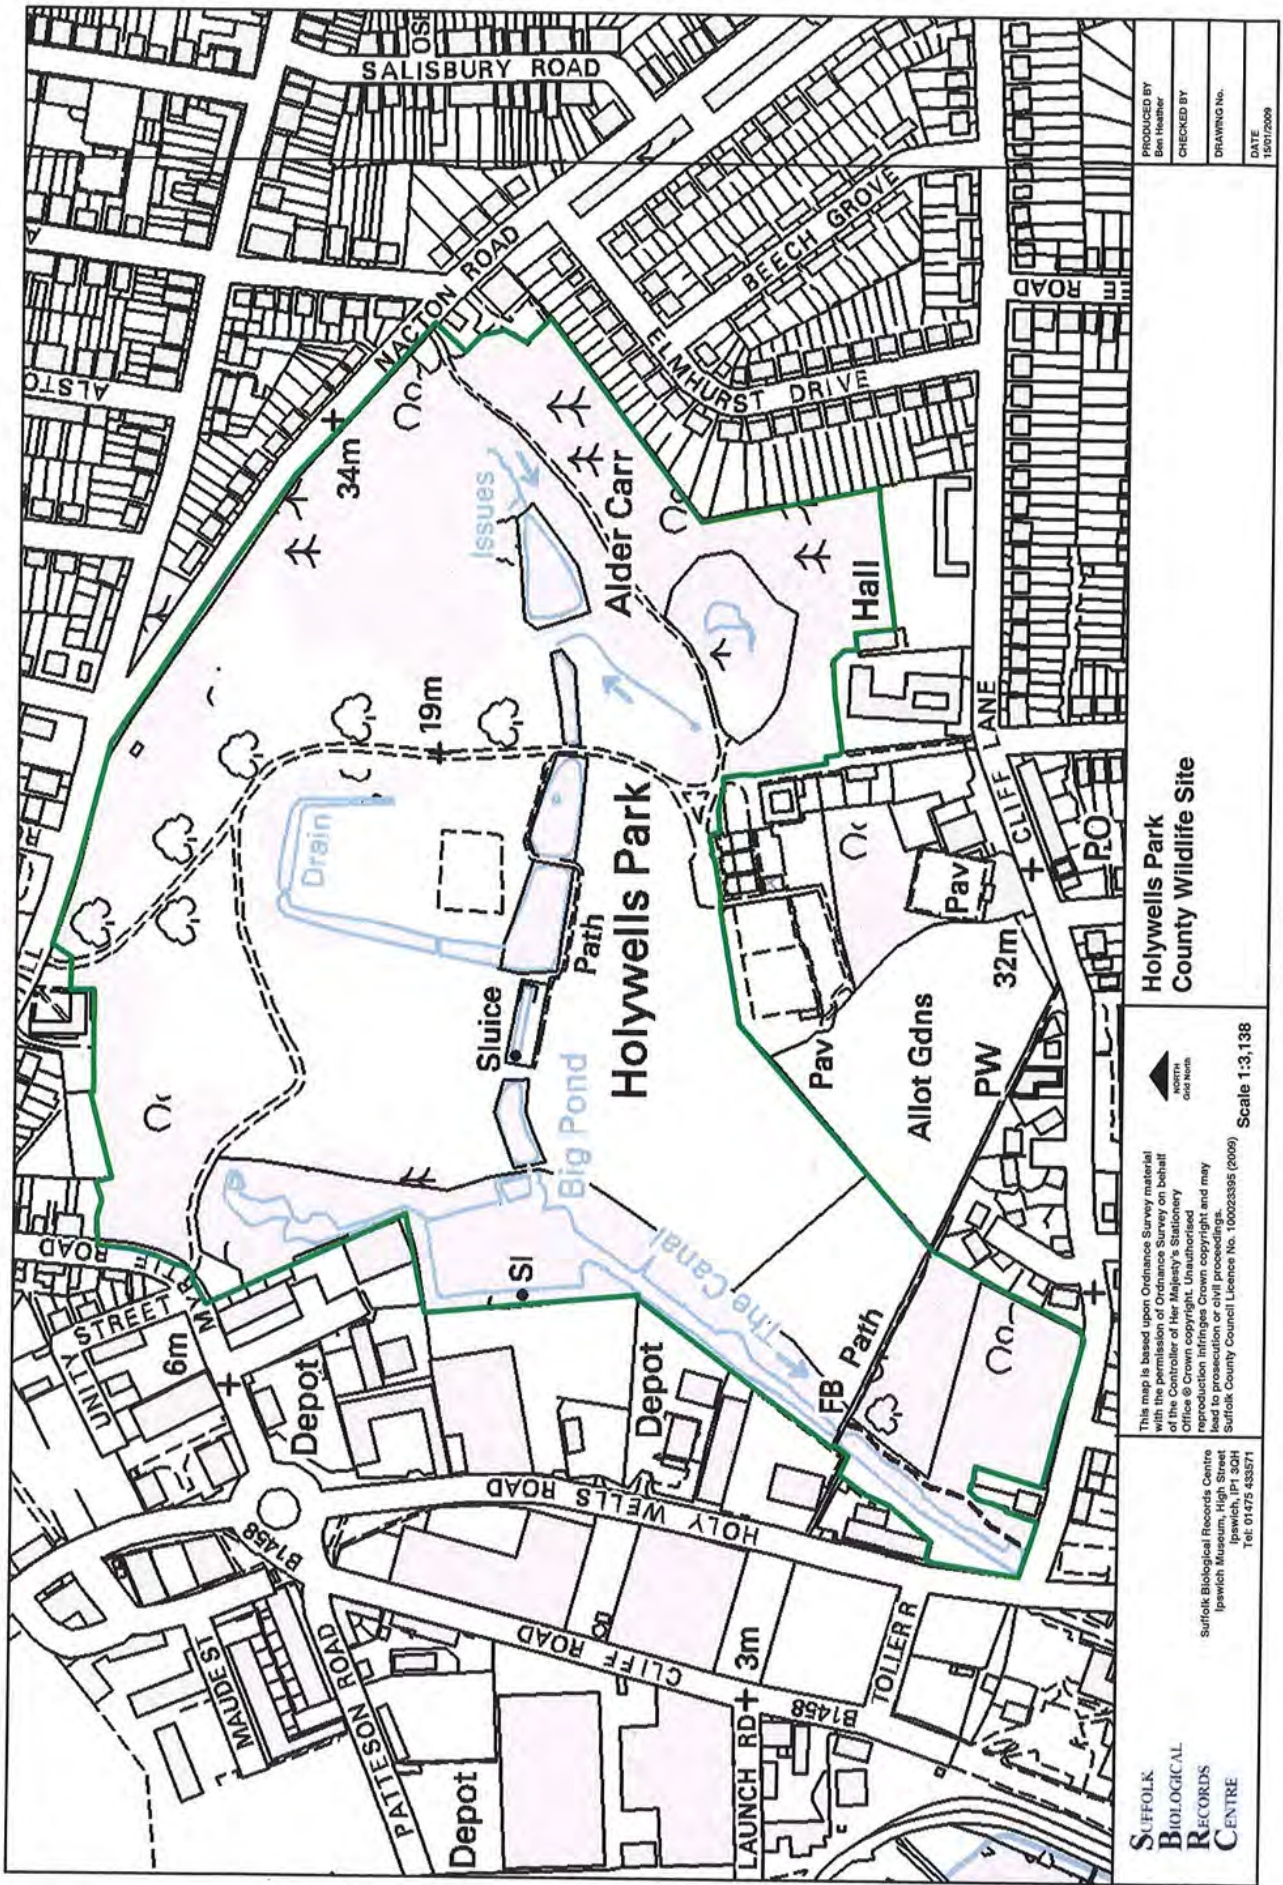 SALISBURY ROAD
NACTON ROAD
BEECH GROVE
ELMHURST DRIVE
ROAD
ALSTO
34m
Issues
Alder Carr
Hall
19m
Drain
Path
Sluice
Holywells Park
Big Pond
CLIFF LANE
PO
Pav
32m
Pav
Allot Gdns
PW
ROAD
UNITY STREET
6m
SI
The Canal
Path
FB
Depot
Depot
HOLY WELLS ROAD
B1458
CLIFF ROAD
3m
TOLLER R
B1458
LAUNCH RD
MAUDE ST
PATTESON ROAD
Depot
SUFFOLK
BIOLOGICAL
RECORDS
CENTRE
Suffolk Biological Records Centre
Ipswich Museum, High Street
Ipswich, IP1 3QH
Tel: 01475 433571
This map is based upon Ordnance Survey material
with the permission of Ordnance Survey on behalf
of the Controller of Her Majesty's Stationery
Office © Crown copyright. Unauthorised
reproduction infringes Crown copyright and may
lead to prosecution or civil proceedings.
Suffolk County Council Licence No. 100023395 (2009)
NORTH
Grid North
Scale 1:3,138
Holywells Park
County Wildlife Site
PRODUCED BY
Ben Heather
CHECKED BY
DRAWING No.
DATE
15/01/2009